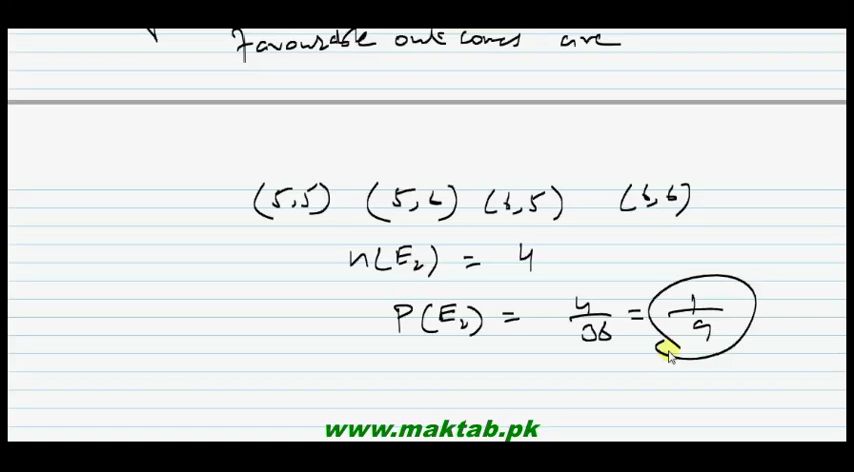 favourable outcomes are
(5,5) (5,6) (6,5) (6,6)
n(E₂) = 4
P(E₂) = 4/36 = 1/9
www.maktab.pk